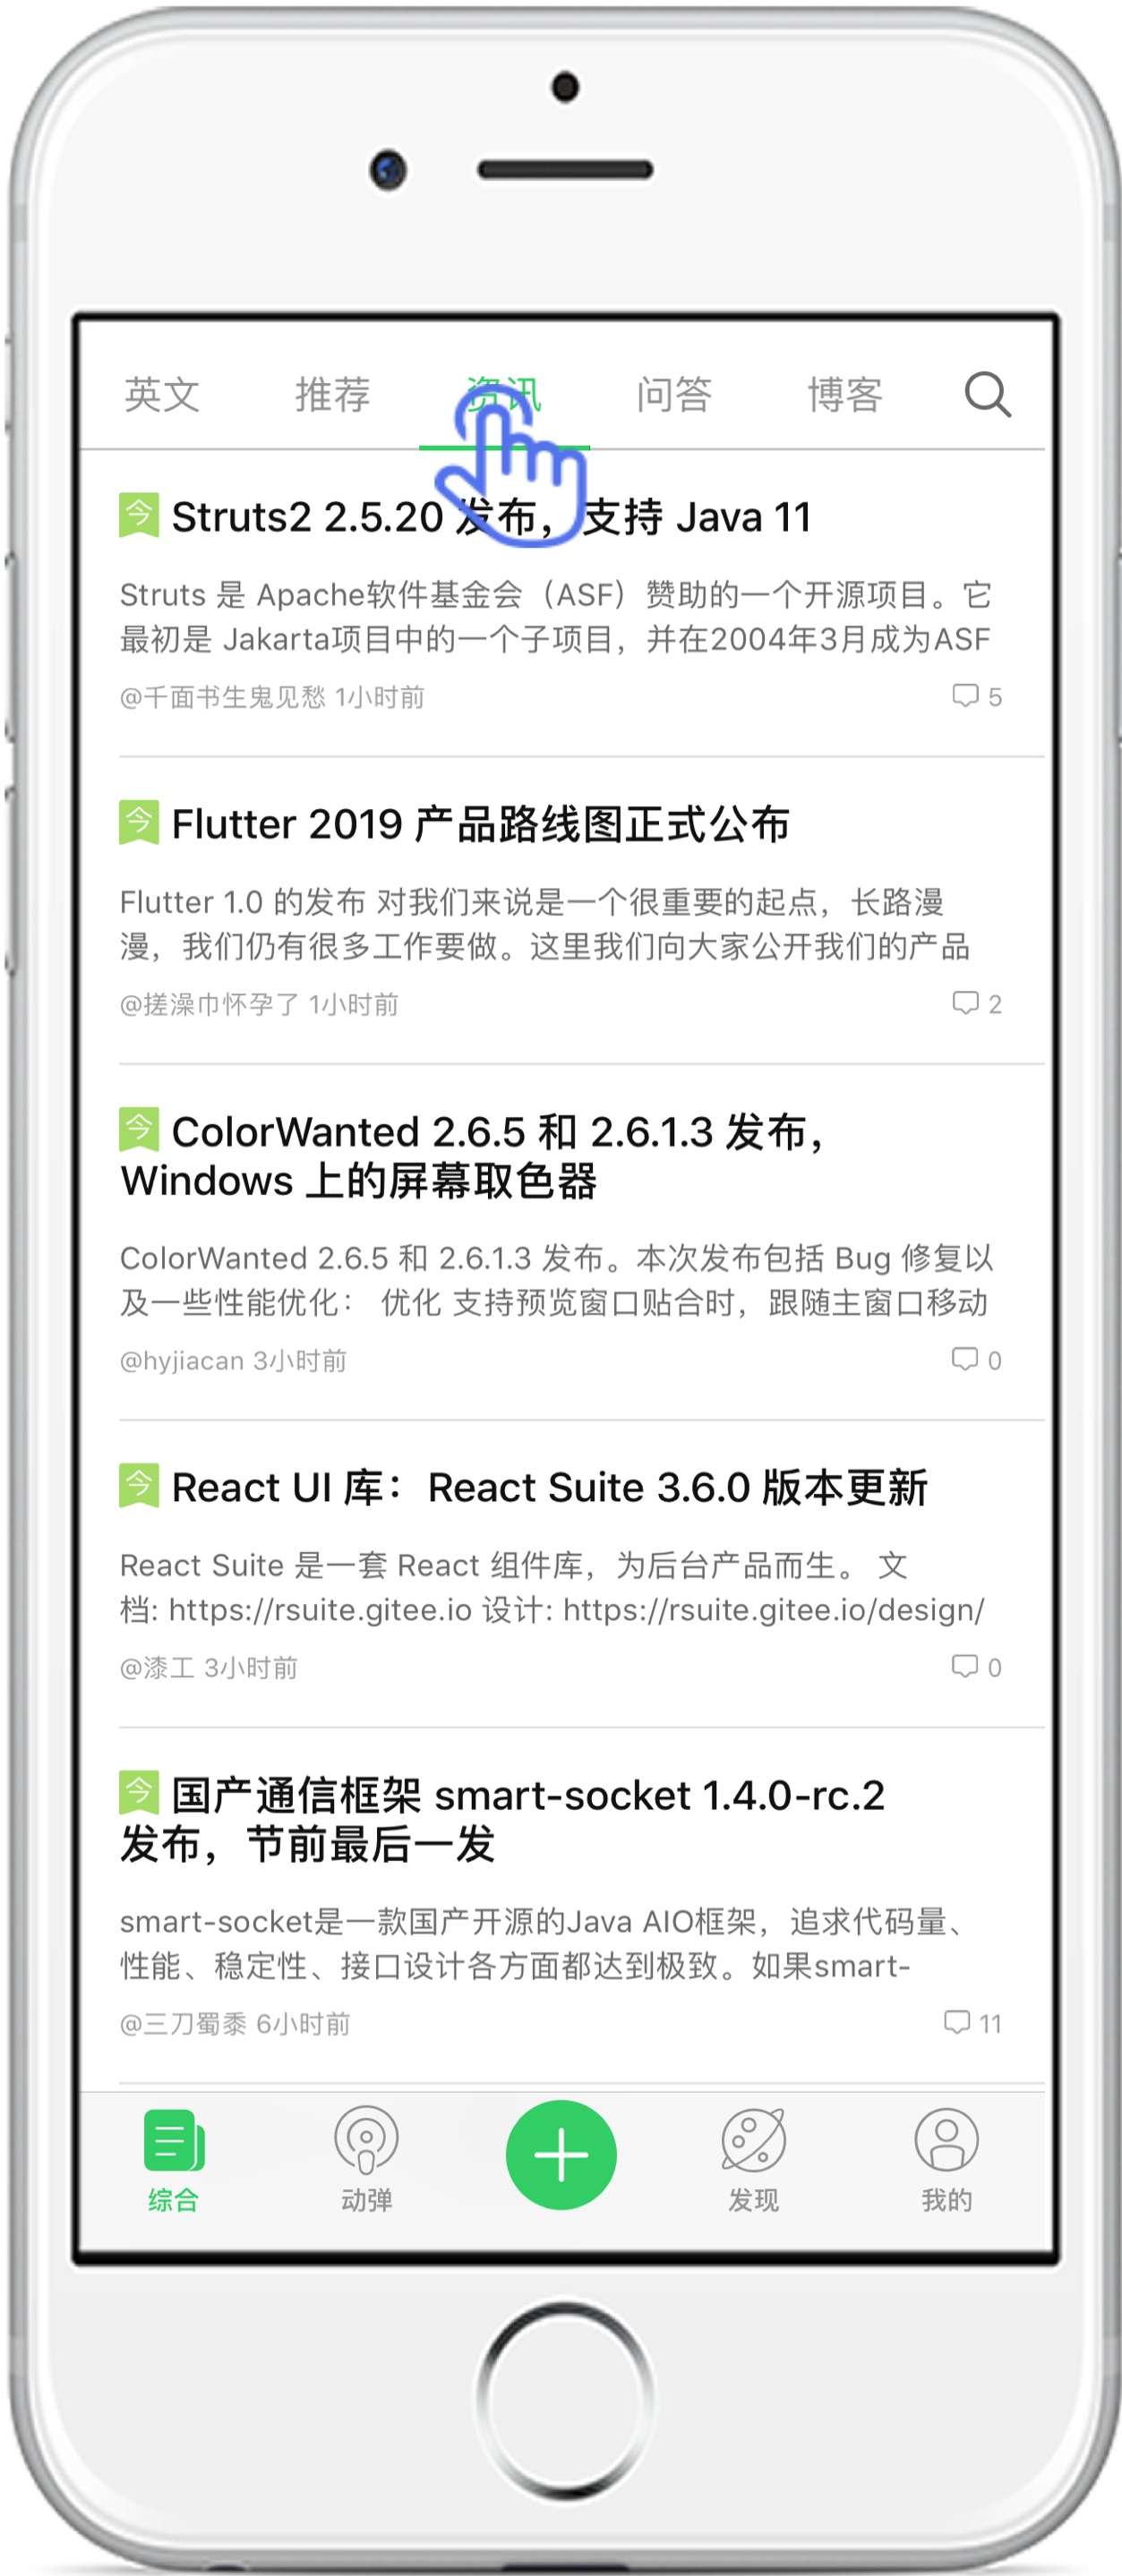 英文 推荐 资讯 问答 博客
今 Struts2 2.5.20 发布，支持 Java 11
Struts 是 Apache软件基金会（ASF）赞助的一个开源项目。它
最初是 Jakarta项目中的一个子项目，并在2004年3月成为ASF
@千面书生鬼见愁 1小时前 5
今 Flutter 2019 产品路线图正式公布
Flutter 1.0 的发布 对我们来说是一个很重要的起点，长路漫
漫，我们仍有很多工作要做。这里我们向大家公开我们的产品
@搓澡巾怀孕了 1小时前 2
今 ColorWanted 2.6.5 和 2.6.1.3 发布，
Windows 上的屏幕取色器
ColorWanted 2.6.5 和 2.6.1.3 发布。本次发布包括 Bug 修复以
及一些性能优化： 优化 支持预览窗口贴合时，跟随主窗口移动
@hyjiacan 3小时前 0
今 React UI 库：React Suite 3.6.0 版本更新
React Suite 是一套 React 组件库，为后台产品而生。 文
档: https://rsuite.gitee.io 设计: https://rsuite.gitee.io/design/
@漆工 3小时前 0
今 国产通信框架 smart-socket 1.4.0-rc.2
发布，节前最后一发
smart-socket是一款国产开源的Java AIO框架，追求代码量、
性能、稳定性、接口设计各方面都达到极致。如果smart-
@三刀蜀黍 6小时前 11
综合 动弹 发现 我的